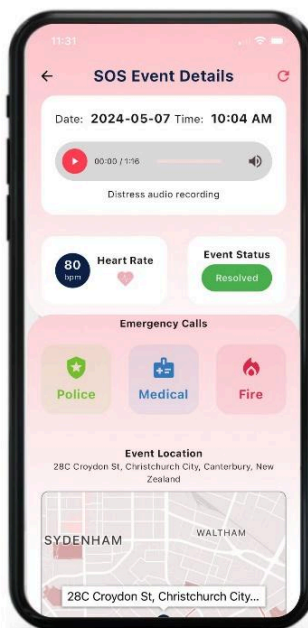 11:31
SOS Event Details
Date: 2024-05-07 Time: 10:04 AM
00:00 / 1:16
Distress audio recording
80
bpm
Heart Rate
Event Status
Resolved
Emergency Calls
Police
Medical
Fire
Event Location
28C Croydon St, Christchurch City, Canterbury, New
Zealand
SYDENHAM
WALTHAM
28C Croydon St, Christchurch City...